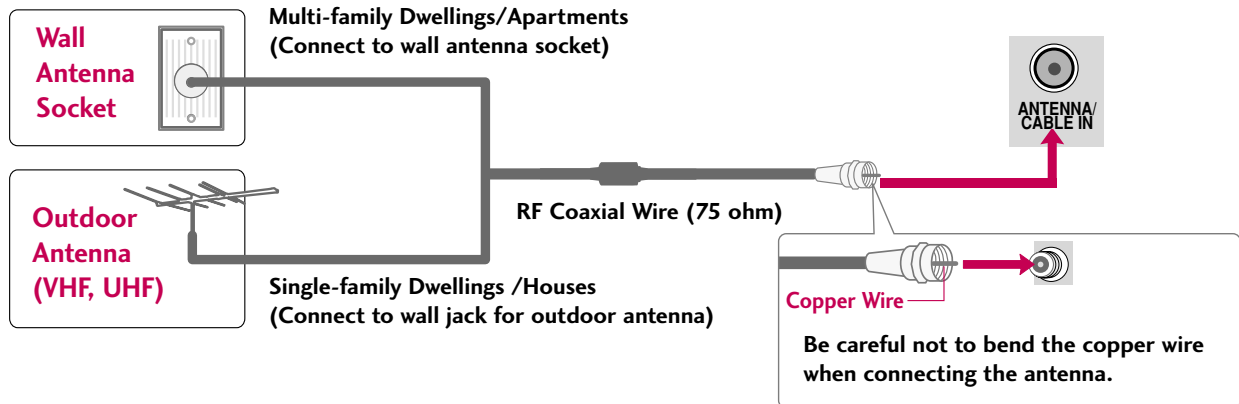 Wall
Antenna
Socket
Multi-family Dwellings/Apartments
(Connect to wall antenna socket)
ANTENNA/
CABLE IN
Outdoor
Antenna
(VHF, UHF)
RF Coaxial Wire (75 ohm)
Single-family Dwellings /Houses
(Connect to wall jack for outdoor antenna)
Copper Wire
Be careful not to bend the copper wire
when connecting the antenna.